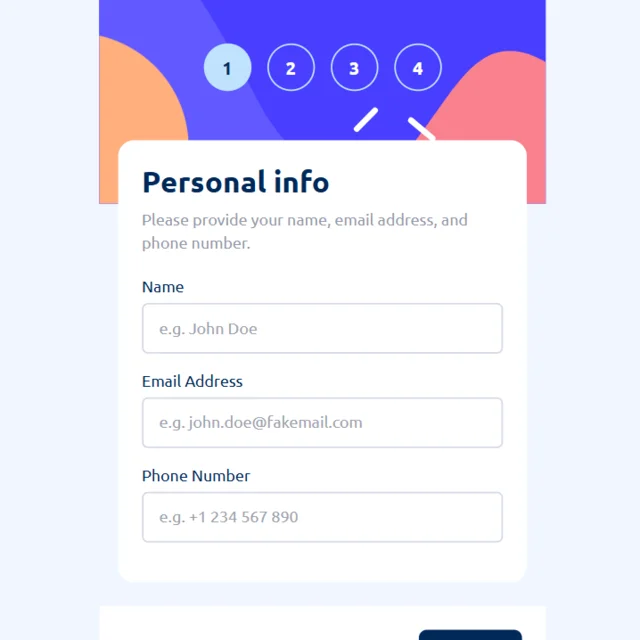 1 2 3 4
Personal info
Please provide your name, email address, and
phone number.
Name
e.g. John Doe
Email Address
e.g. john.doe@fakemail.com
Phone Number
e.g. +1 234 567 890